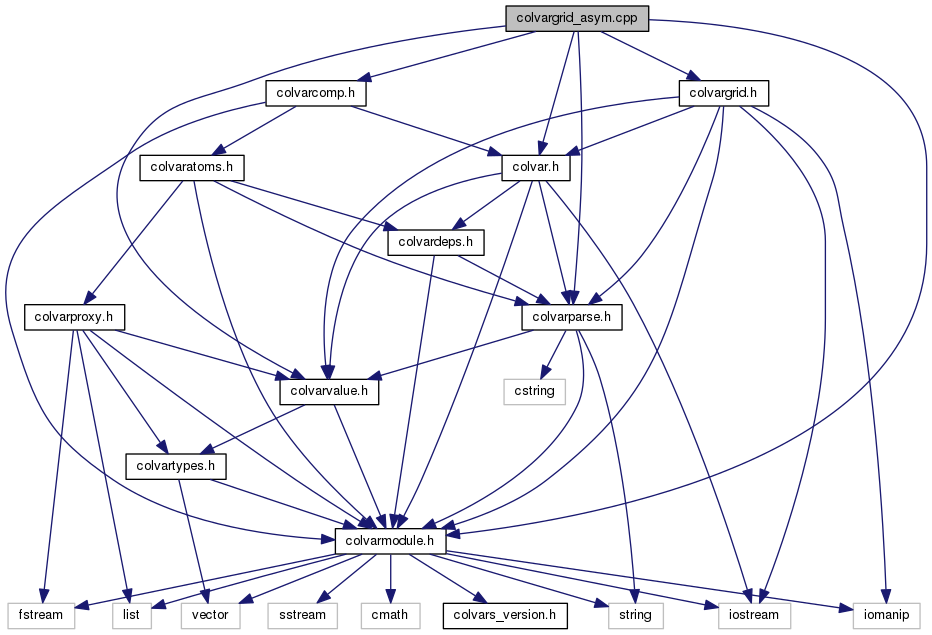 colvargrid_asym.cpp
colvarcomp.h
colvargrid.h
colvaratoms.h
colvar.h
colvardeps.h
colvarproxy.h
colvarparse.h
colvarvalue.h
cstring
colvartypes.h
colvarmodule.h
fstream
list
vector
sstream
cmath
colvars_version.h
string
iostream
iomanip